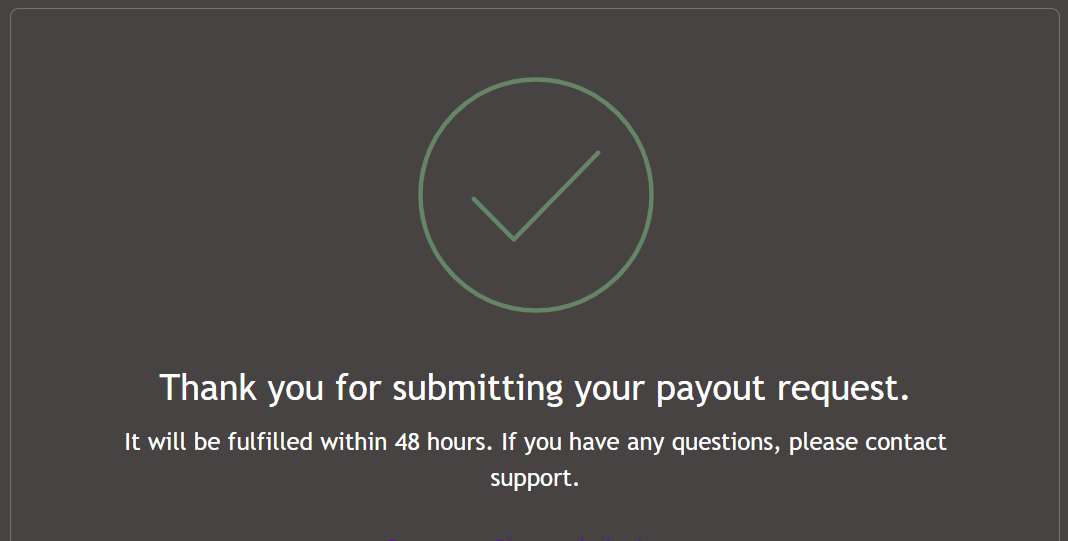 Thank you for submitting your payout request.
It will be fulfilled within 48 hours. If you have any questions, please contact
support.